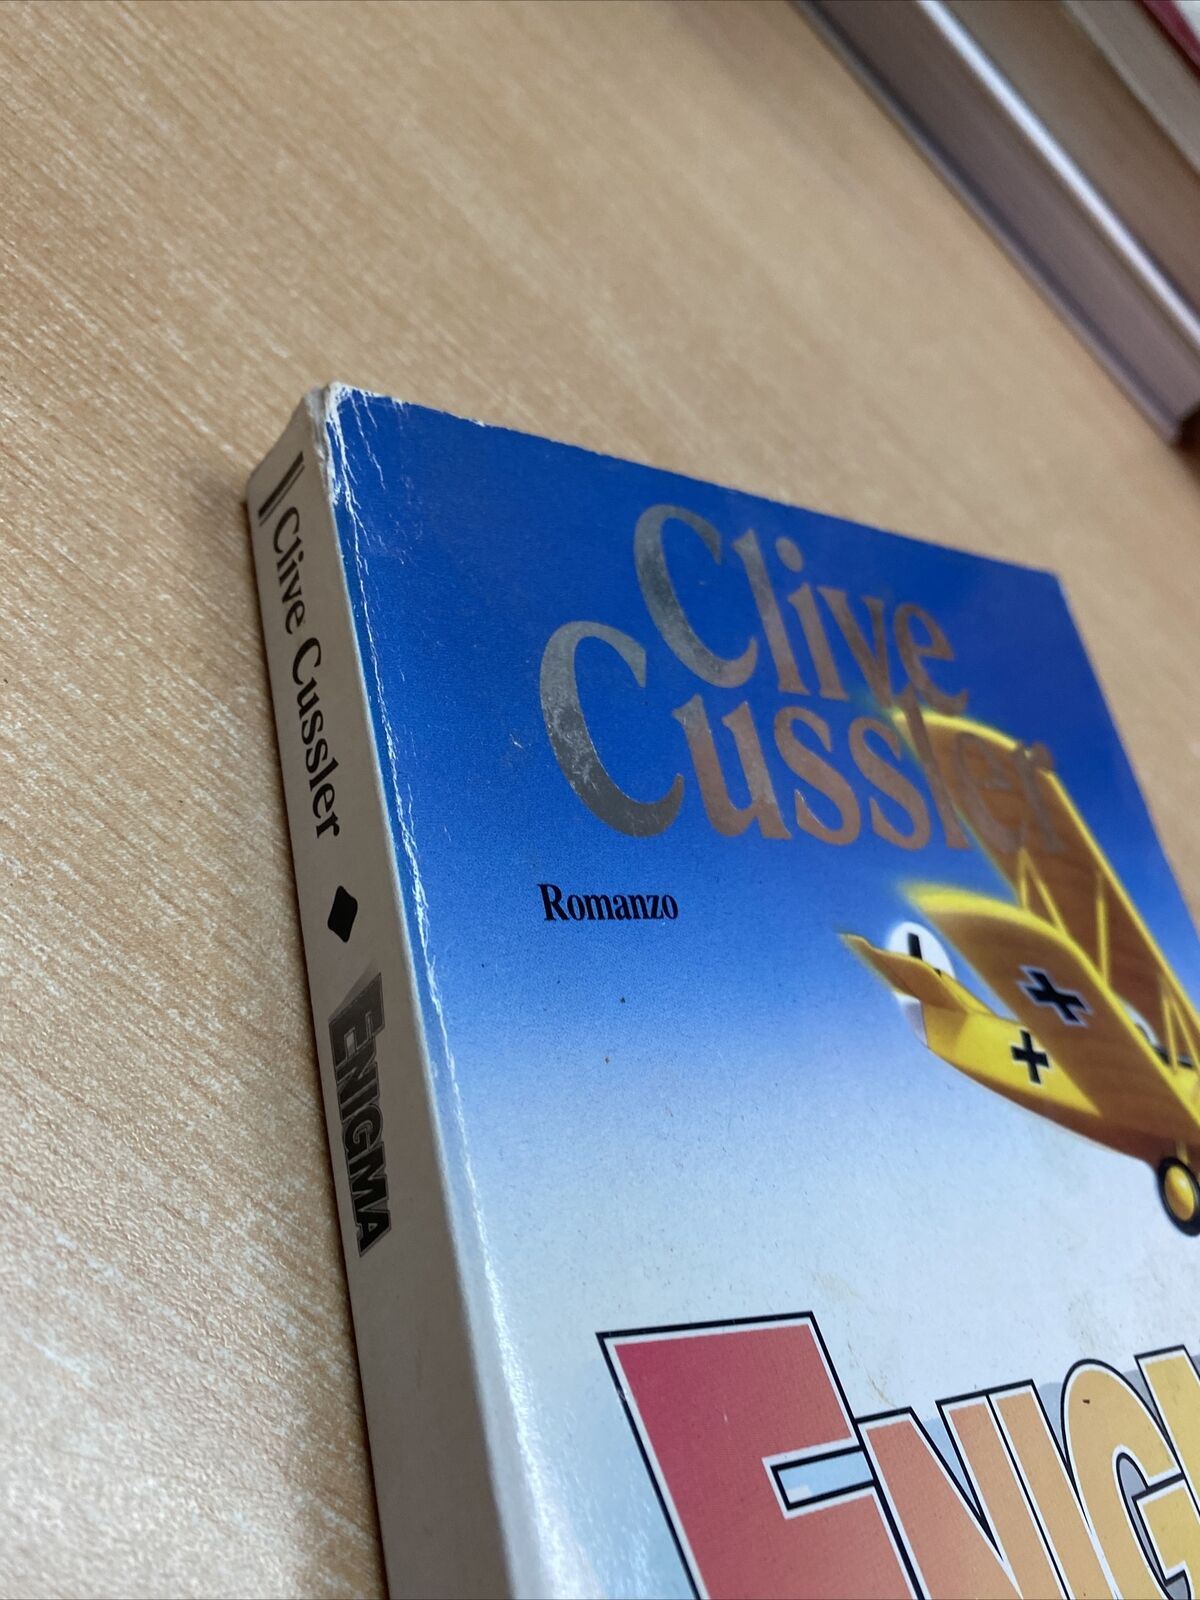 Clive Cussler ◆ ENIGMA
Clive
Cussler
Romanzo